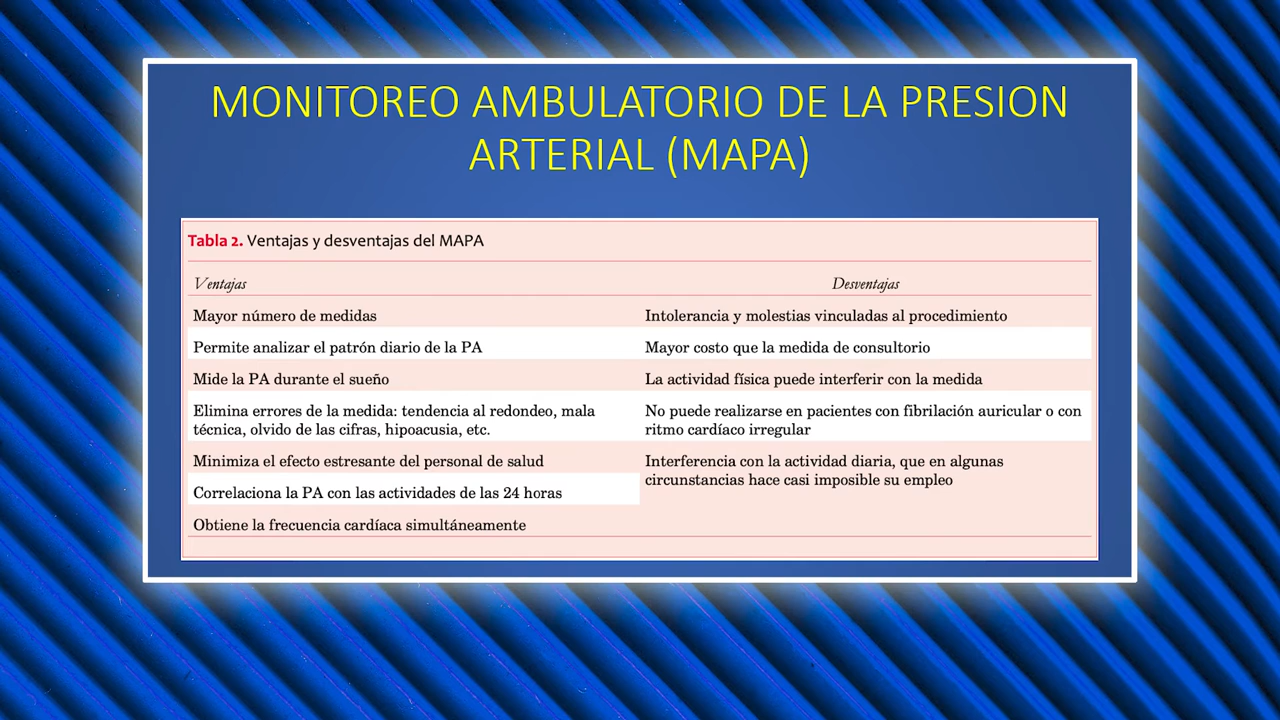 MONITOREO AMBULATORIO DE LA PRESION
ARTERIAL (MAPA)
Tabla 2. Ventajas y desventajas del MAPA
Ventajas
Desventajas
Mayor número de medidas
Intolerancia y molestias vinculadas al procedimiento
Permite analizar el patrón diario de la PA
Mayor costo que la medida de consultorio
Mide la PA durante el sueño
La actividad física puede interferir con la medida
Elimina errores de la medida: tendencia al redondeo, mala
técnica, olvido de las cifras, hipoacusia, etc.
No puede realizarse en pacientes con fibrilación auricular o con
ritmo cardíaco irregular
Minimiza el efecto estresante del personal de salud
Interferencia con la actividad diaria, que en algunas
circunstancias hace casi imposible su empleo
Correlaciona la PA con las actividades de las 24 horas
Obtiene la frecuencia cardíaca simultáneamente